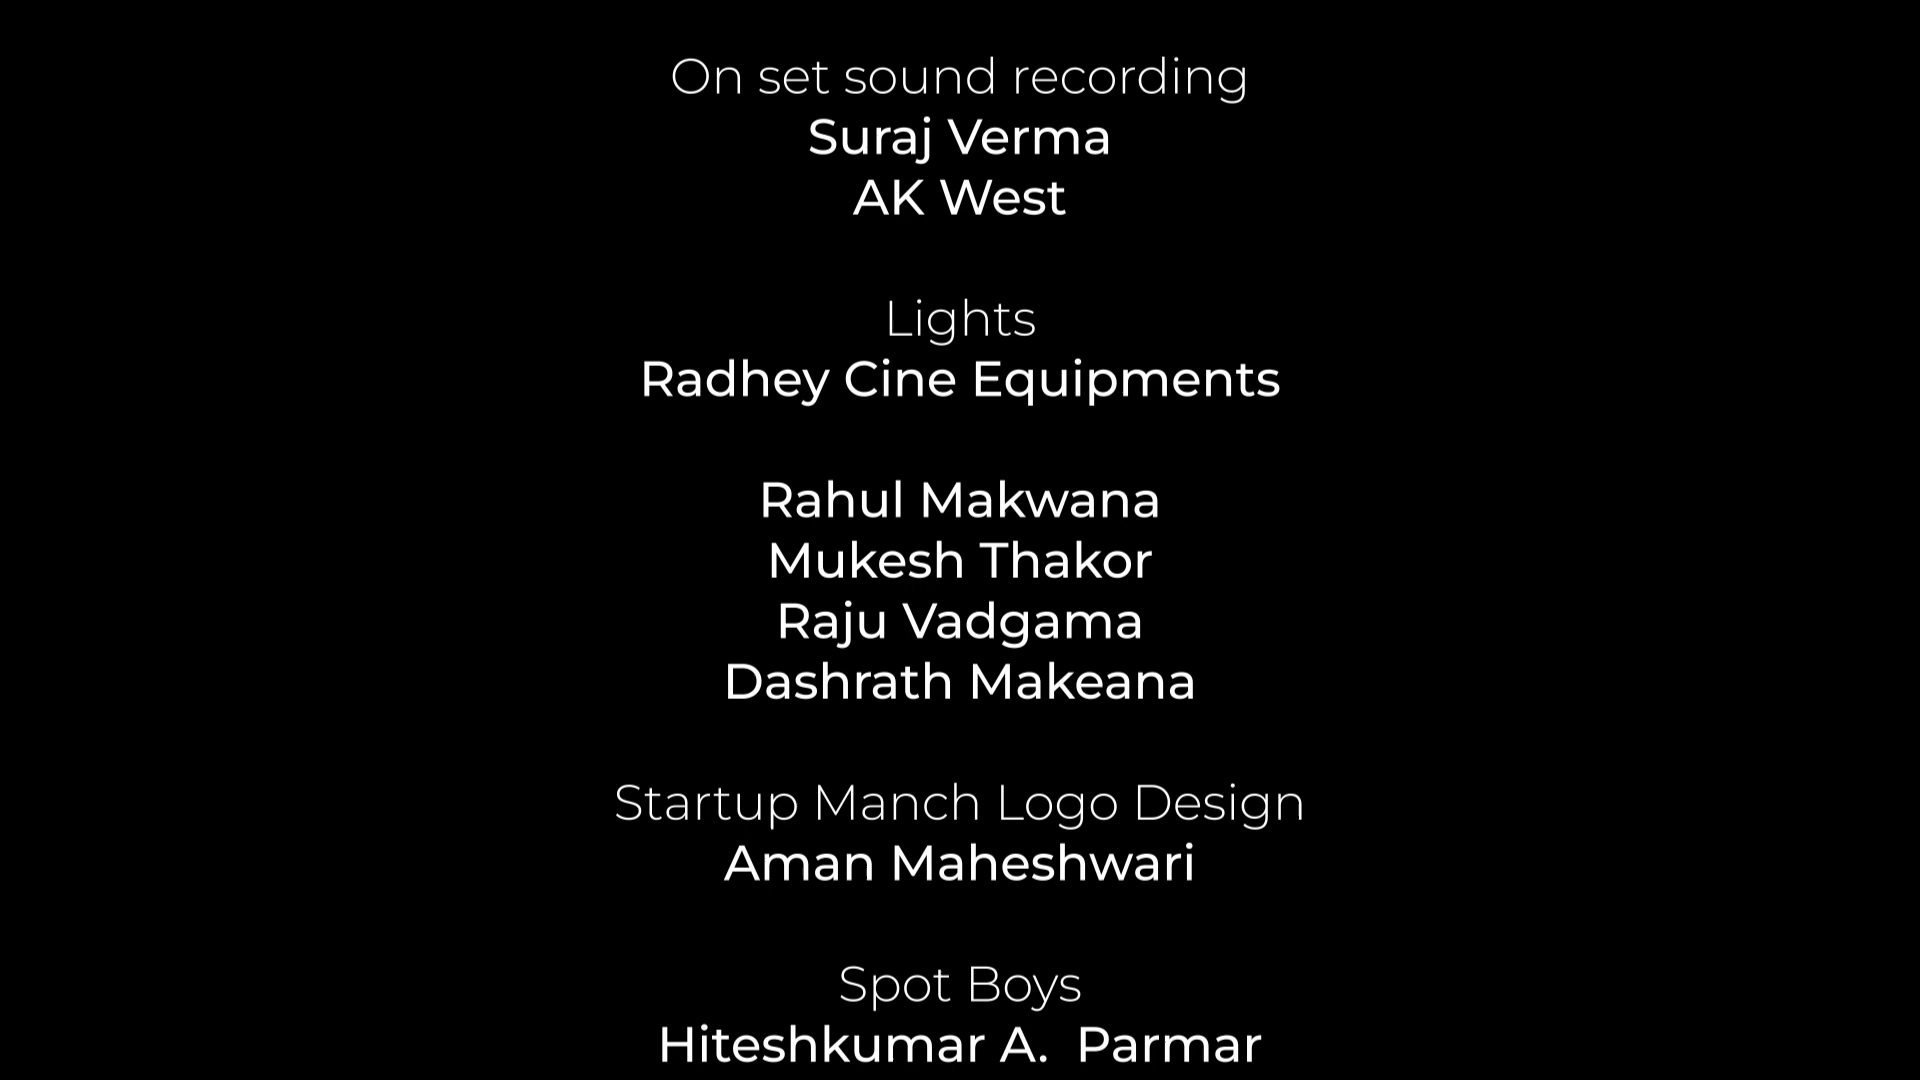 On set sound recording
Suraj Verma
AK West
Lights
Radhey Cine Equipments
Rahul Makwana
Mukesh Thakor
Raju Vadgama
Dashrath Makeana
Startup Manch Logo Design
Aman Maheshwari
Spot Boys
Hiteshkumar A.  Parmar